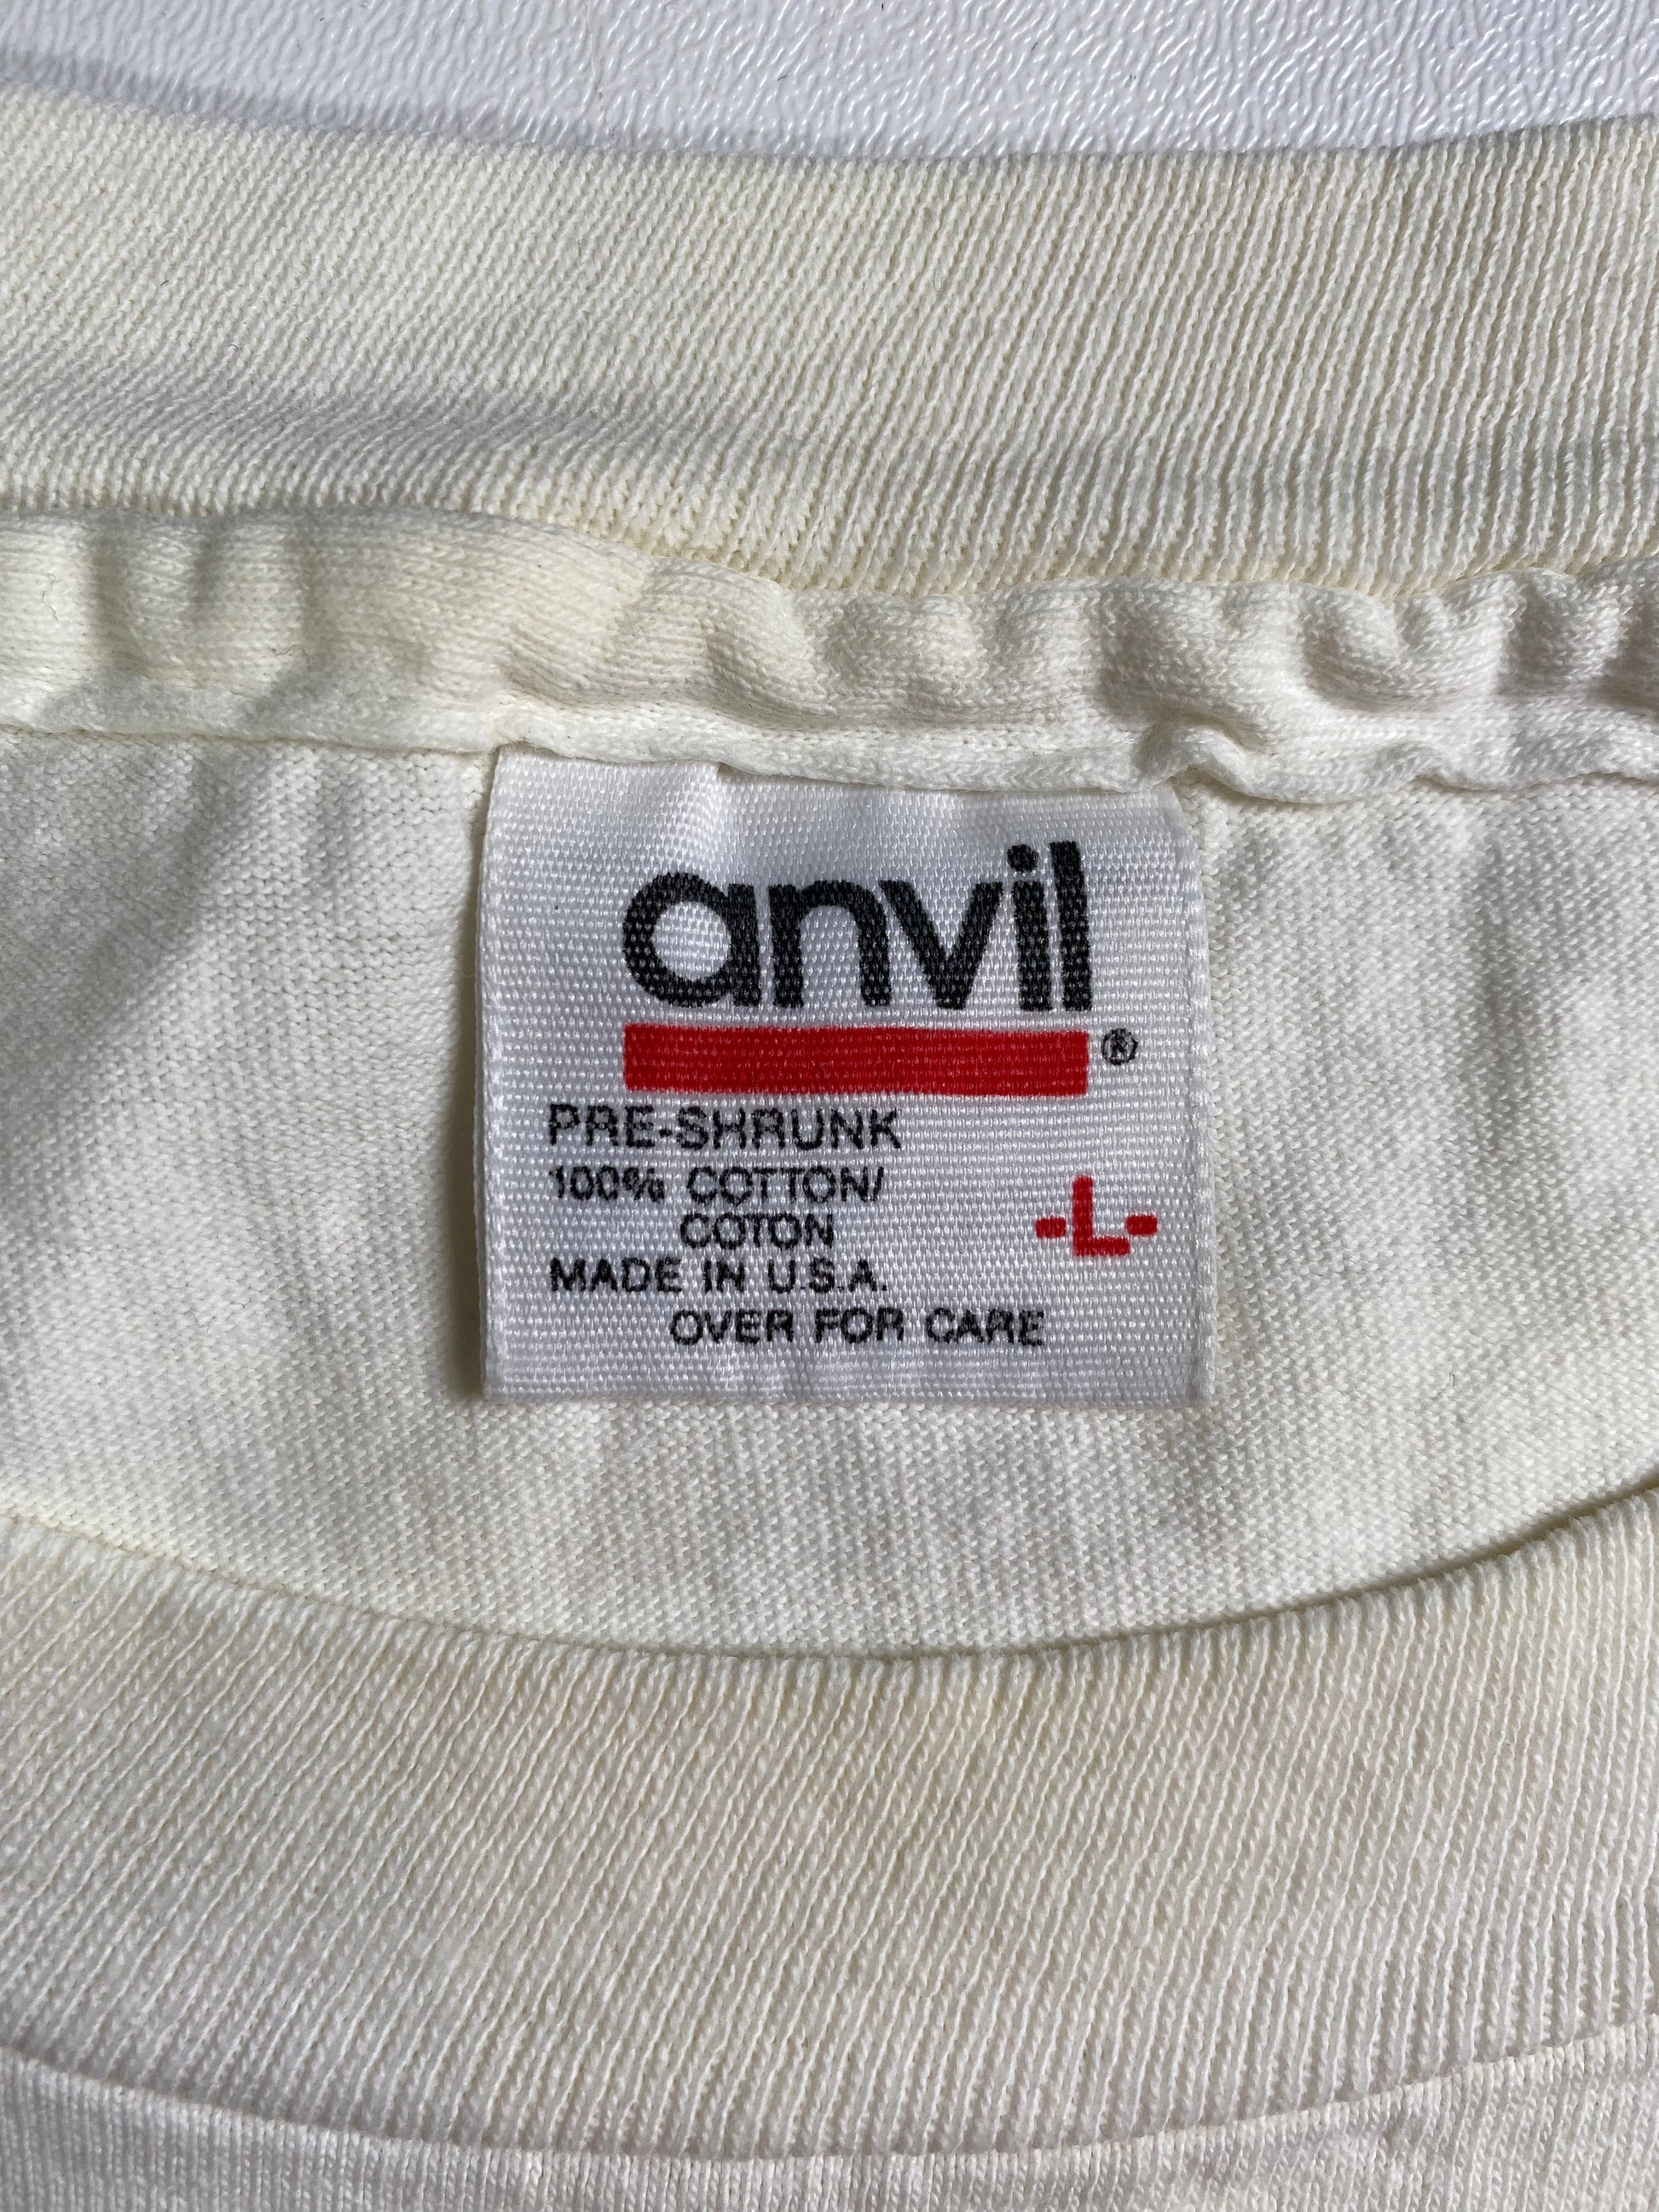 anvil
®
PRE-SHRUNK
100% COTTON/
COTON
-L-
MADE IN U.S.A.
OVER FOR CARE